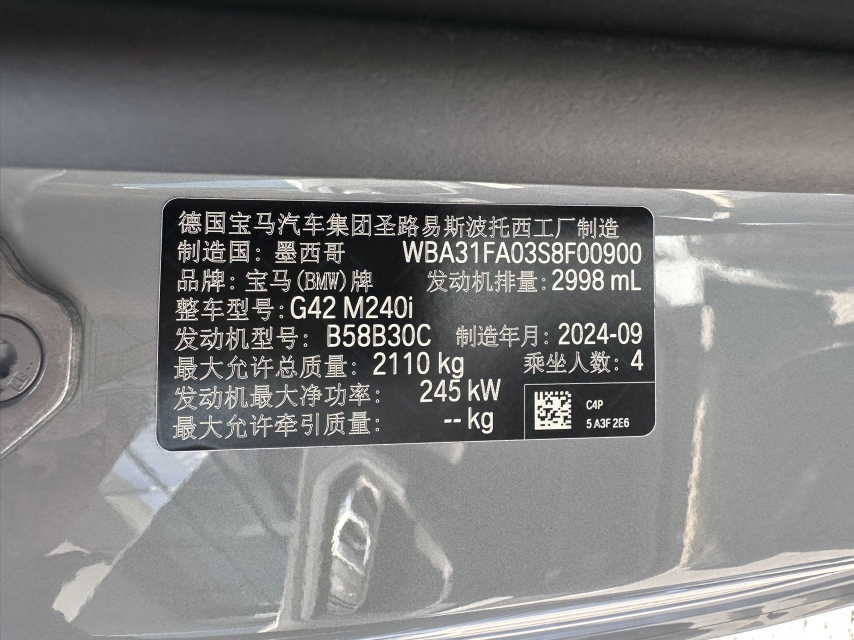 德国宝马汽车集团圣路易斯波托西工厂制造
制造国：墨西哥 WBA31FA03S8F00900
品牌：宝马(BMW)牌 发动机排量：2998 mL
整车型号：G42 M240i
发动机型号：B58B30C 制造年月：2024-09
最大允许总质量：2110 kg 乘坐人数：4
发动机最大净功率：245 kW
最大允许牵引质量：-- kg
C4P
5 A3F 2E6